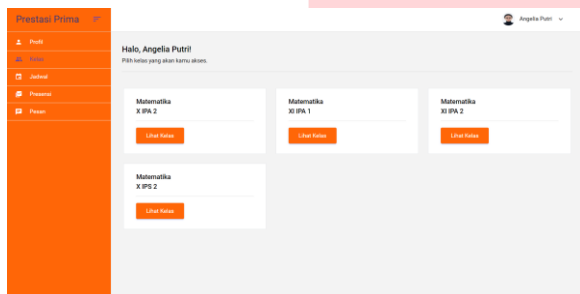 Prestasi Prima
Angelia Putri
Profil
Kelas
Jadwal
Presensi
Pesan
Halo, Angelia Putri!
Pilih kelas yang akan kamu akses.
Matematika
X IPA 2
Lihat Kelas
Matematika
XI IPA 1
Lihat Kelas
Matematika
XI IPA 2
Lihat Kelas
Matematika
X IPS 2
Lihat Kelas